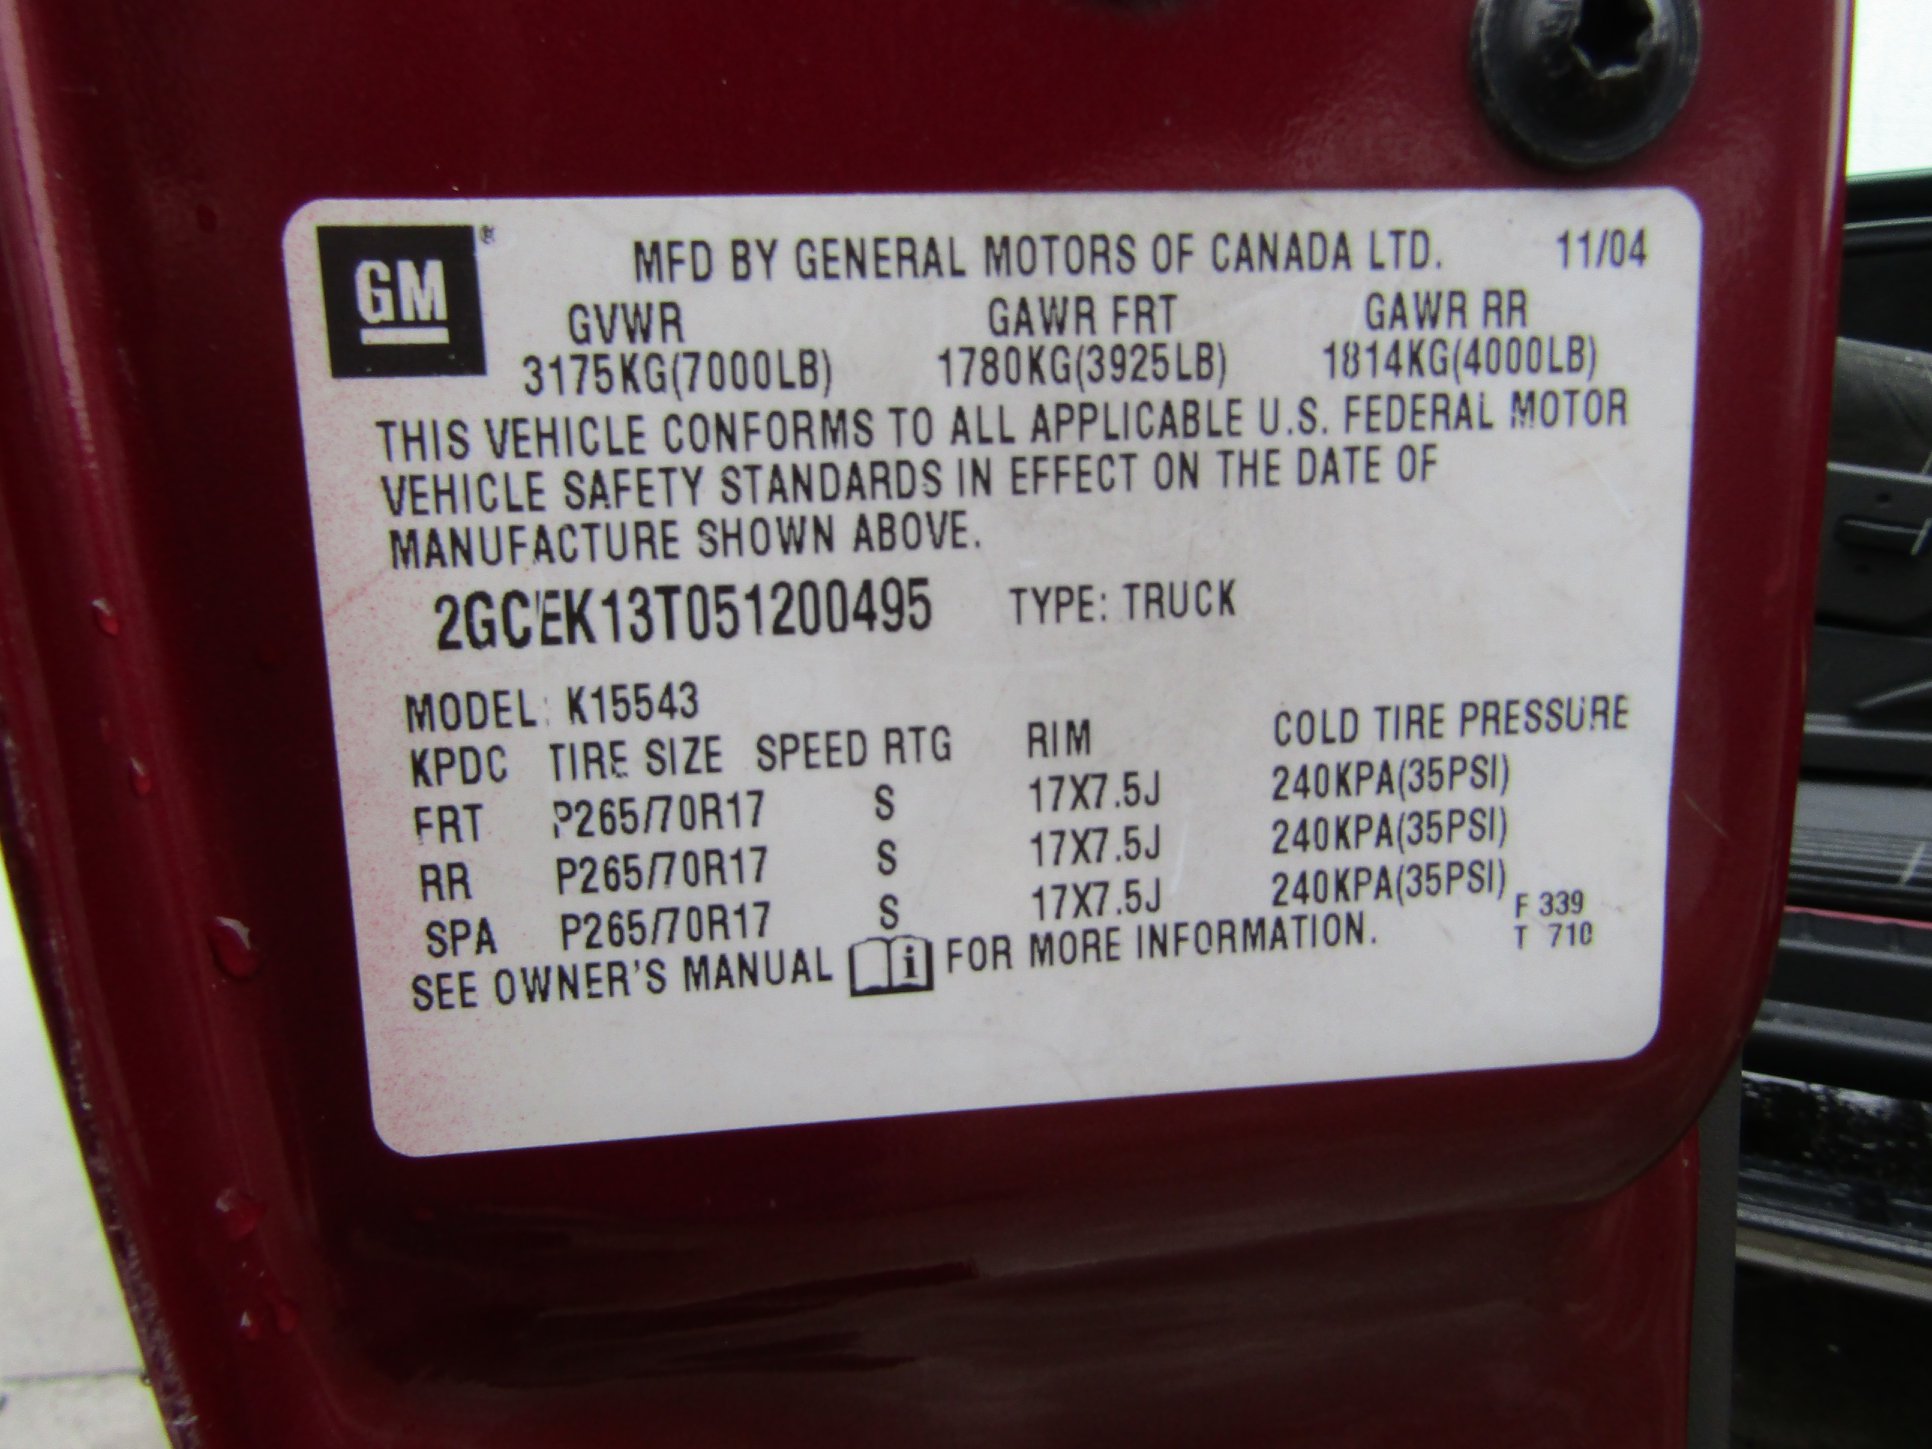 GM ® MFD BY GENERAL MOTORS OF CANADA LTD. 11/04
GVWR GAWR FRT GAWR RR
3175KG(7000LB) 1780KG(3925LB) 1814KG(4000LB)
THIS VEHICLE CONFORMS TO ALL APPLICABLE U.S. FEDERAL MOTOR
VEHICLE SAFETY STANDARDS IN EFFECT ON THE DATE OF
MANUFACTURE SHOWN ABOVE.
2GCEK13T051200495 TYPE: TRUCK
MODEL: K15543
KPDC TIRE SIZE SPEED RTG RIM COLD TIRE PRESSURE
FRT P265/70R17 S 17X7.5J 240KPA(35PSI)
RR P265/70R17 S 17X7.5J 240KPA(35PSI)
SPA P265/70R17 S 17X7.5J 240KPA(35PSI)
SEE OWNER'S MANUAL i FOR MORE INFORMATION.
F 339
T 710